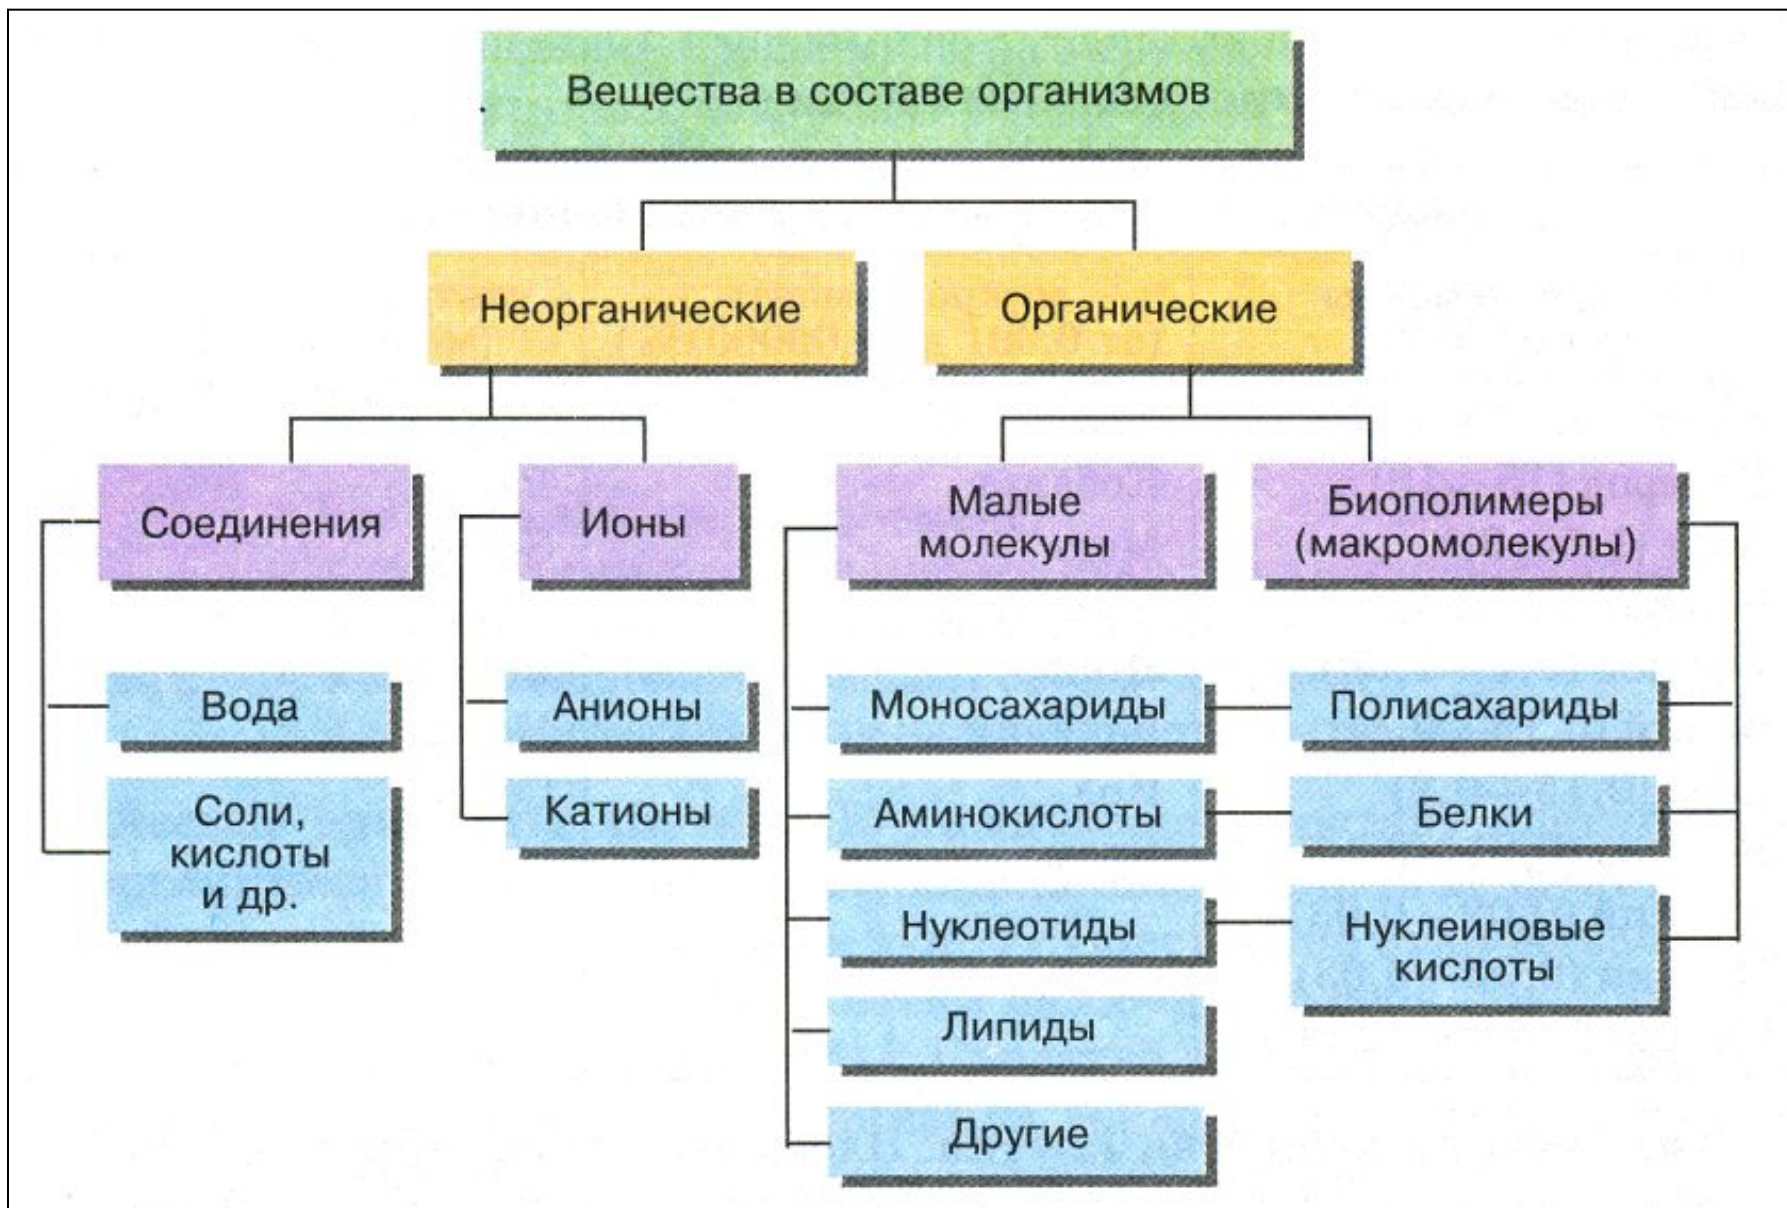 Вещества в составе организмов
Неорганические
Органические
Соединения
Ионы
Малые
молекулы
Биополимеры
(макромолекулы)
Вода
Анионы
Моносахариды
Полисахариды
Соли,
кислоты
и др.
Катионы
Аминокислоты
Белки
Нуклеотиды
Нуклеиновые
кислоты
Липиды
Другие